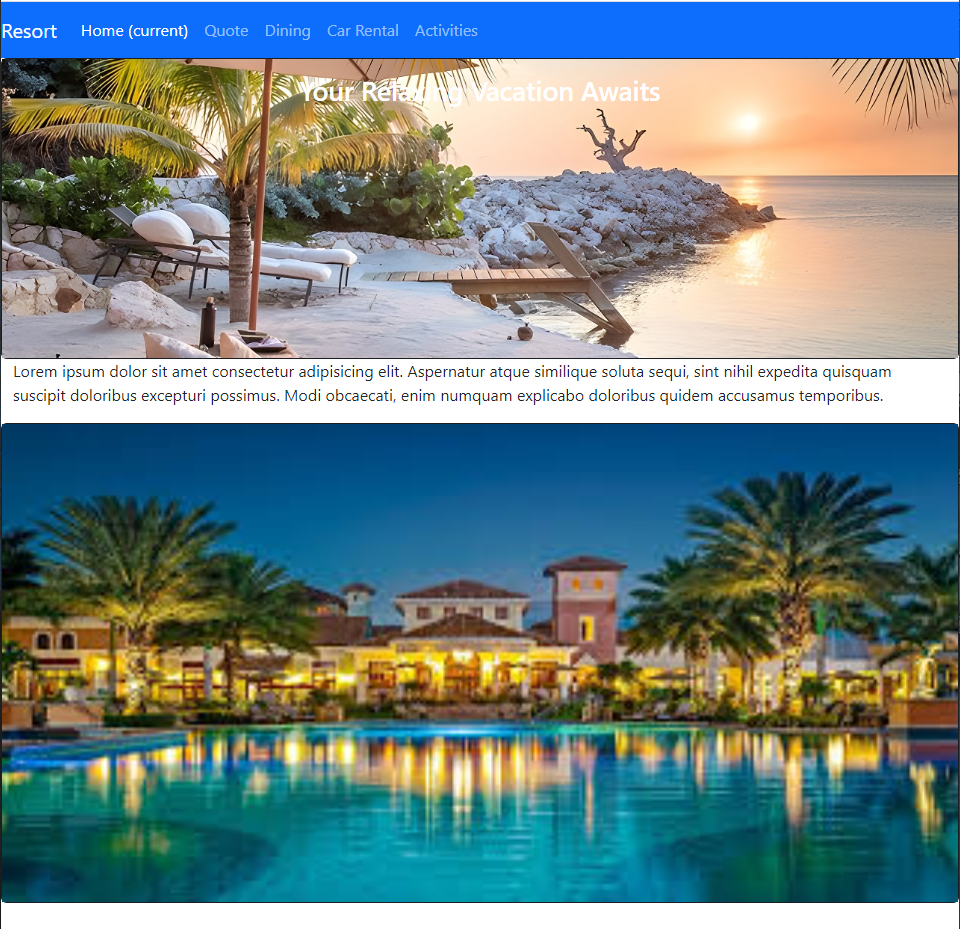 Resort Home (current) Quote Dining Car Rental Activities
Your Relaxing Vacation Awaits
Lorem ipsum dolor sit amet consectetur adipisicing elit. Aspernatur atque similique soluta sequi, sint nihil expedita quisquam
suscipit doloribus excepturi possimus. Modi obcaecati, enim numquam explicabo doloribus quidem accusamus temporibus.